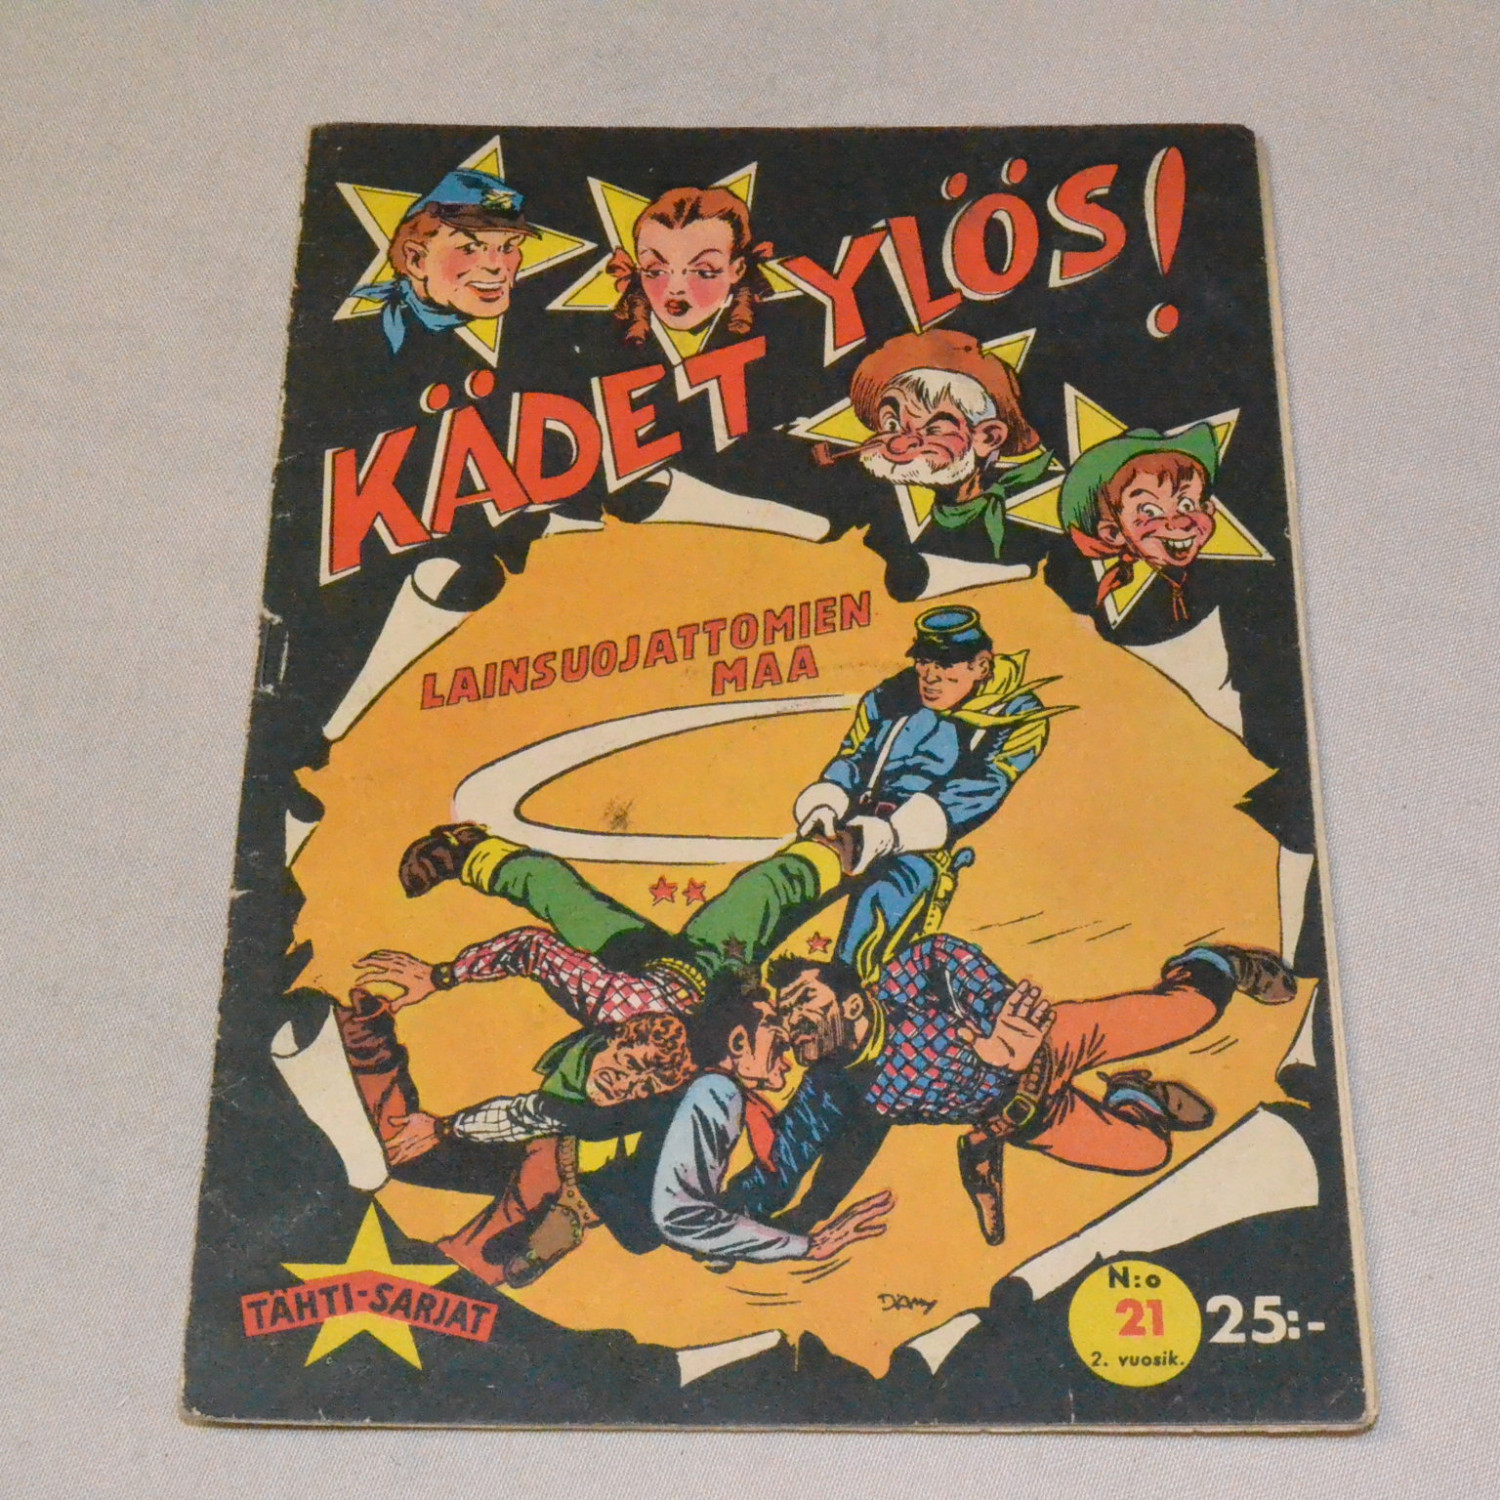 KÄDET YLÖS!
LAINSUOJATTOMIEN
MAA
TÄHTI-SARJAT
N:o
21
2. vuosik.
25:-